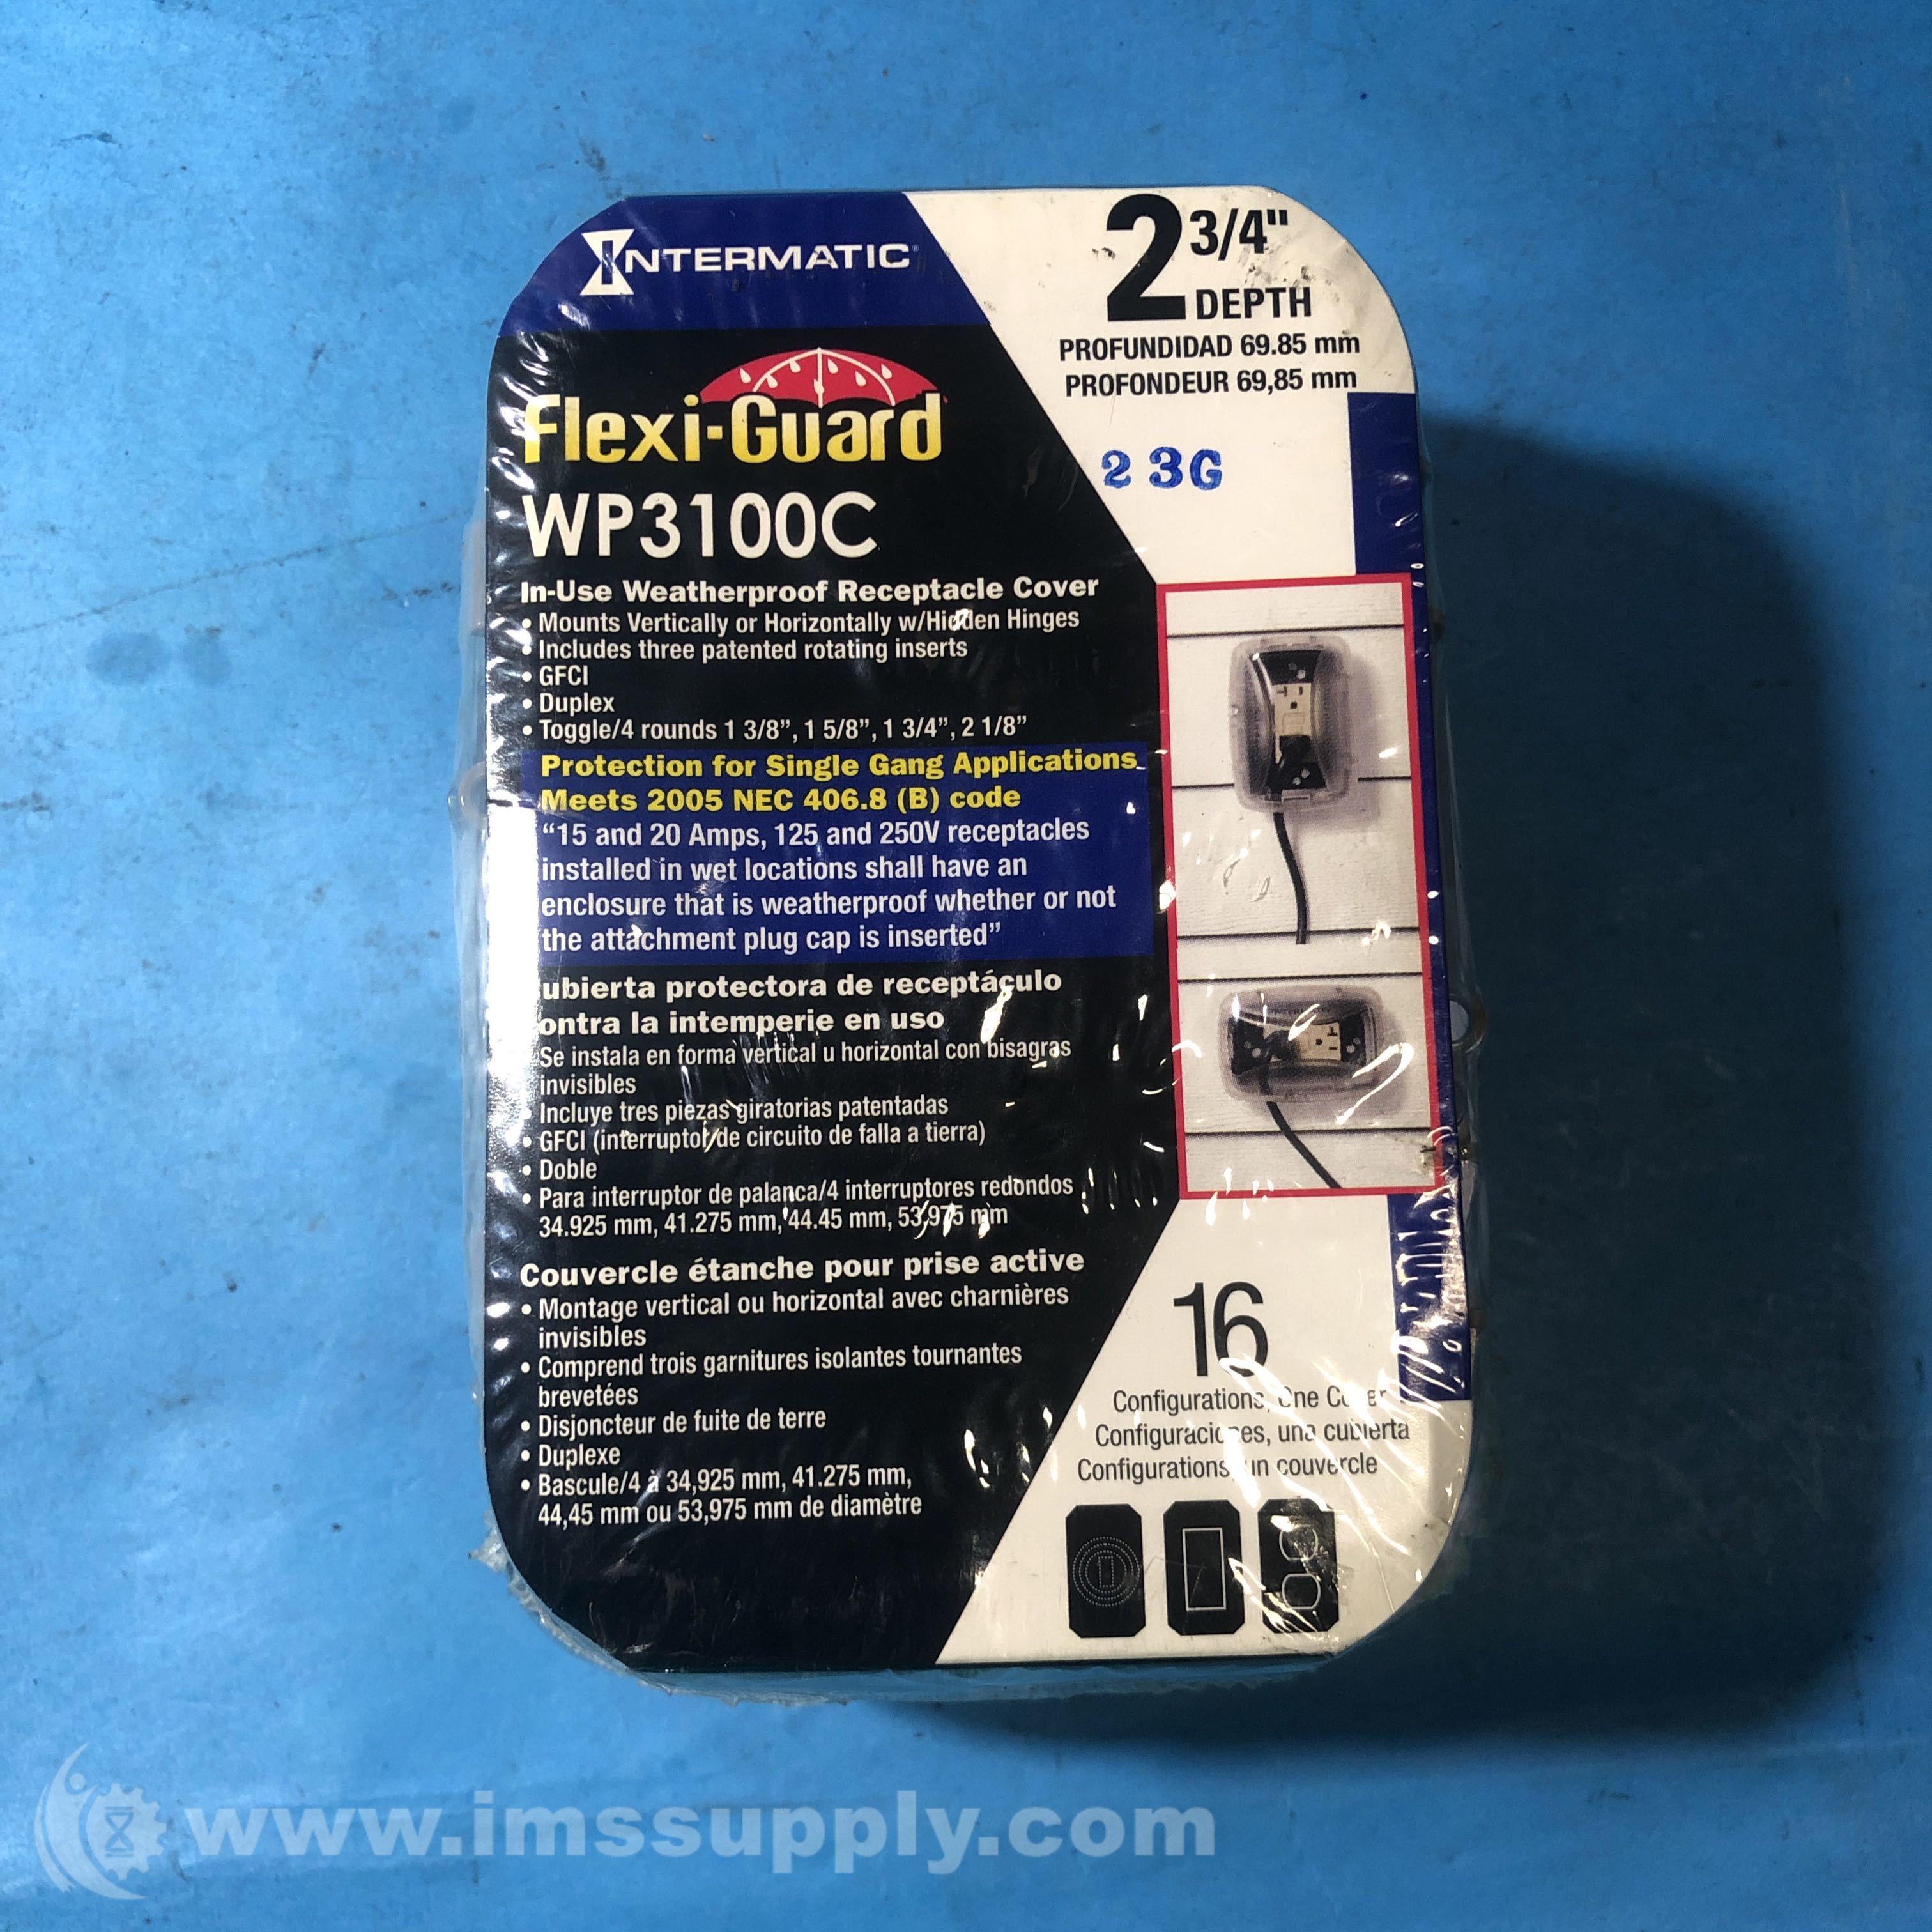 INTERMATIC®
2 3/4"
DEPTH
PROFUNDIDAD 69.85 mm
PROFONDEUR 69,85 mm
Flexi-Guard
2 3G
WP3100C
In-Use Weatherproof Receptacle Cover
• Mounts Vertically or Horizontally w/Hidden Hinges
• Includes three patented rotating inserts
• GFCI
• Duplex
• Toggle/4 rounds 1 3/8”, 1 5/8”, 1 3/4”, 2 1/8”
Protection for Single Gang Applications
Meets 2005 NEC 406.8 (B) code
“15 and 20 Amps, 125 and 250V receptacles
installed in wet locations shall have an
enclosure that is weatherproof whether or not
the attachment plug cap is inserted”
ubierta protectora de receptáculo
ontra la intemperie en uso
Se instala en forma vertical u horizontal con bisagras
invisibles
• Incluye tres piezas giratorias patentadas
• GFCI (interruptor de circuito de falla a tierra)
• Doble
• Para interruptor de palanca/4 interruptores redondos
34.925 mm, 41.275 mm, 44.45 mm, 53,975 mm
Couvercle étanche pour prise active
• Montage vertical ou horizontal avec charnières
invisibles
• Comprend trois garnitures isolantes tournantes
brevetées
• Disjoncteur de fuite de terre
• Duplexe
• Bascule/4 à 34,925 mm, 41.275 mm,
44,45 mm ou 53,975 mm de diamètre
16
Configurations, One Cover
Configuraciones, una cubierta
Configurations, un couvercle
www.imssupply.com